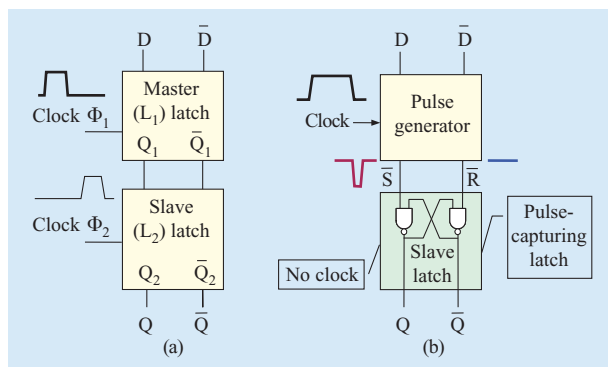 D D̄
Master
(L₁) latch
Clock Φ₁
Q₁ Q̄₁
Slave
(L₂) latch
Clock Φ₂
Q₂ Q̄₂
Q Q̄
(a)
D D̄
Pulse
generator
Clock
S̄ R̄
Slave
latch
No clock
Pulse-
capturing
latch
Q Q̄
(b)